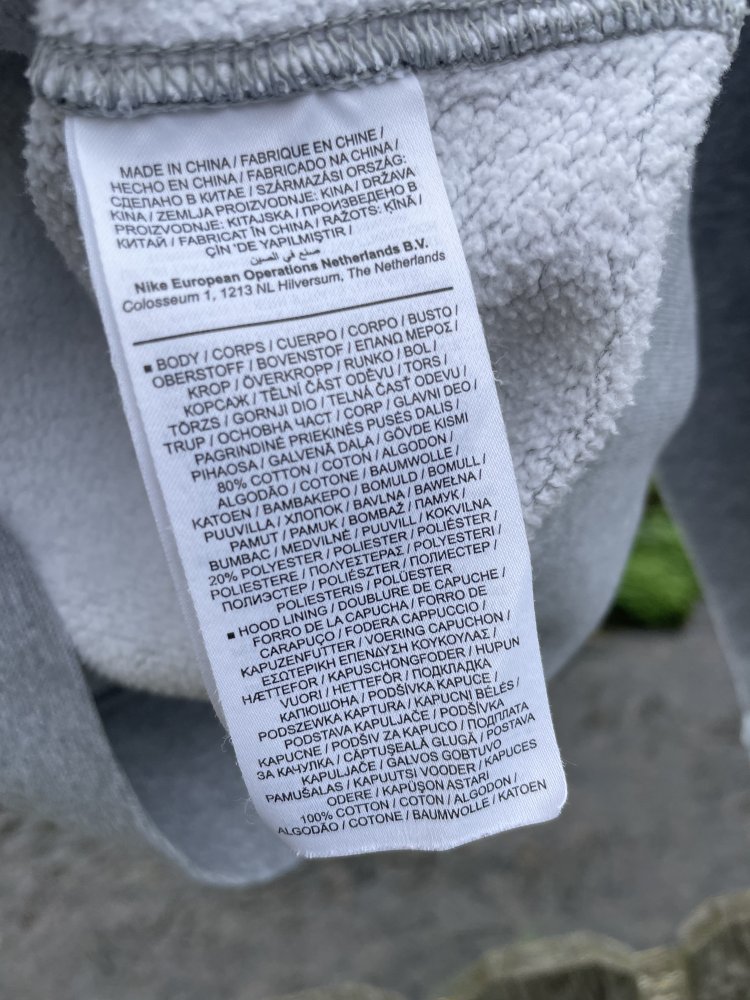 MADE IN CHINA / FABRIQUE EN CHINE /
HECHO EN CHINA / FABRICADO NA CHINA /
СДЕЛАНО В КИТАЕ / SZÁRMAZÁSI ORSZÁG:
KÍNA / ZEMLJA PROIZVODNJE: KINA / DRŽAVA
PROIZVODNJE: KITAJSKA / ПРОИЗВЕДЕНО В
КИТАЙ / FABRICAT ÎN CHINA / RAŽOTS: ĶĪNĀ /
ÇİN 'DE YAPILMIŞTIR /
صنع في الصين
Nike European Operations Netherlands B.V.
Colosseum 1, 1213 NL Hilversum, The Netherlands
■ BODY / CORPS / CUERPO / CORPO / BUSTO /
OBERSTOFF / BOVENSTOF / ΕΠΑΝΩ ΜΕΡΟΣ /
KROP / ÖVERKROPP / RUNKO / BOL /
КОРСАЖ / TĚLNÍ ČÁST ODĚVU / TORS /
TÖRZS / GORNJI DIO / TELNÁ ČASŤ ODEVU /
TRUP / ОСНОВНА ЧАСТ / CORP / GLAVNI DEO /
PAGRINDINĖ PRIEKINĖS PUSĖS DALIS /
PIHAOSA / GALVENĀ DAĻA / GÖVDE KISMI
80% COTTON / COTON / ALGODON /
ALGODÃO / COTONE / BAUMWOLLE /
KATOEN / ΒΑΜΒΑΚΕΡΟ / BOMULD / BOMULL /
PUUVILLA / ХЛОПОК / BAVLNA / BAWEŁNA /
PAMUT / PAMUK / BOMBAŽ / ПАМУК /
BUMBAC / MEDVILNĖ / PUUVILL / KOKVILNA
20% POLYESTER / POLIESTER / POLIÉSTER /
POLIESTERE / ΠΟΛΥΕΣΤΕΡΑΣ / POLYESTERI /
ПОЛИЭСТЕР / POLIÉSZTER / ПОЛИЕСТЕР /
POLIESTERIS / POLÜESTER
■ HOOD LINING / DOUBLURE DE CAPUCHE /
FORRO DE LA CAPUCHA / FORRO DE
CARAPUÇO / FODERA CAPPUCCIO /
KAPUZENFUTTER / VOERING CAPUCHON /
ΕΣΩΤΕΡΙΚΗ ΕΠΕΝΔΥΣΗ ΚΟΥΚΟΥΛΑΣ /
HÆTTEFOR / KAPUSCHONGFODER / HUPUN
VUORI / HETTEFÔR / ПОДКЛАДКА
КАПЮШОНА / PODŠÍVKA KAPUCE /
PODSZEWKA KAPTURA / KAPUCNI BÉLÉS /
PODSTAVA KAPULJAČE / PODŠÍVKA
KAPUCNE / PODŠIV ZA KAPUCO / ПОДПЛАТА
ЗА КАЧУЛКА / CĂPTUŞEALĂ GLUGĂ / POSTAVA
KAPULJAČE / GALVOS GOBTUVO
PAMUŠALAS / KAPUUTSI VOODER / KAPUCES
ODERE / KAPÜŞON ASTARI
100% COTTON / COTON / ALGODON /
ALGODÃO / COTONE / BAUMWOLLE / KATOEN